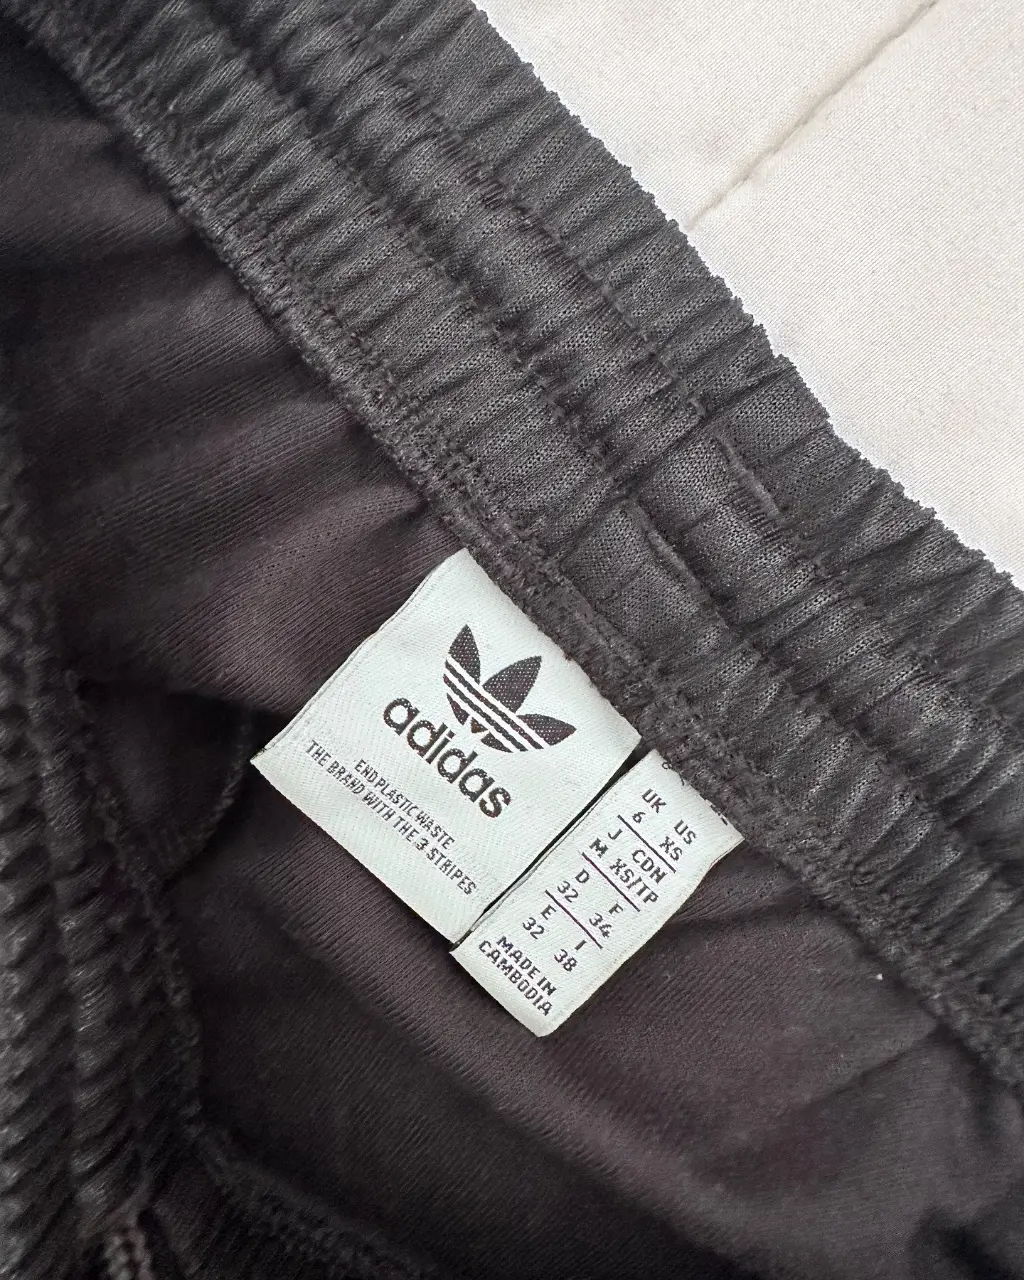 adidas
END PLASTIC WASTE
THE BRAND WITH THE 3 STRIPES
UK US
6 XS
J CDN
M XS/TP
D F
32 34
E I
32 38
MADE IN
CAMBODIA